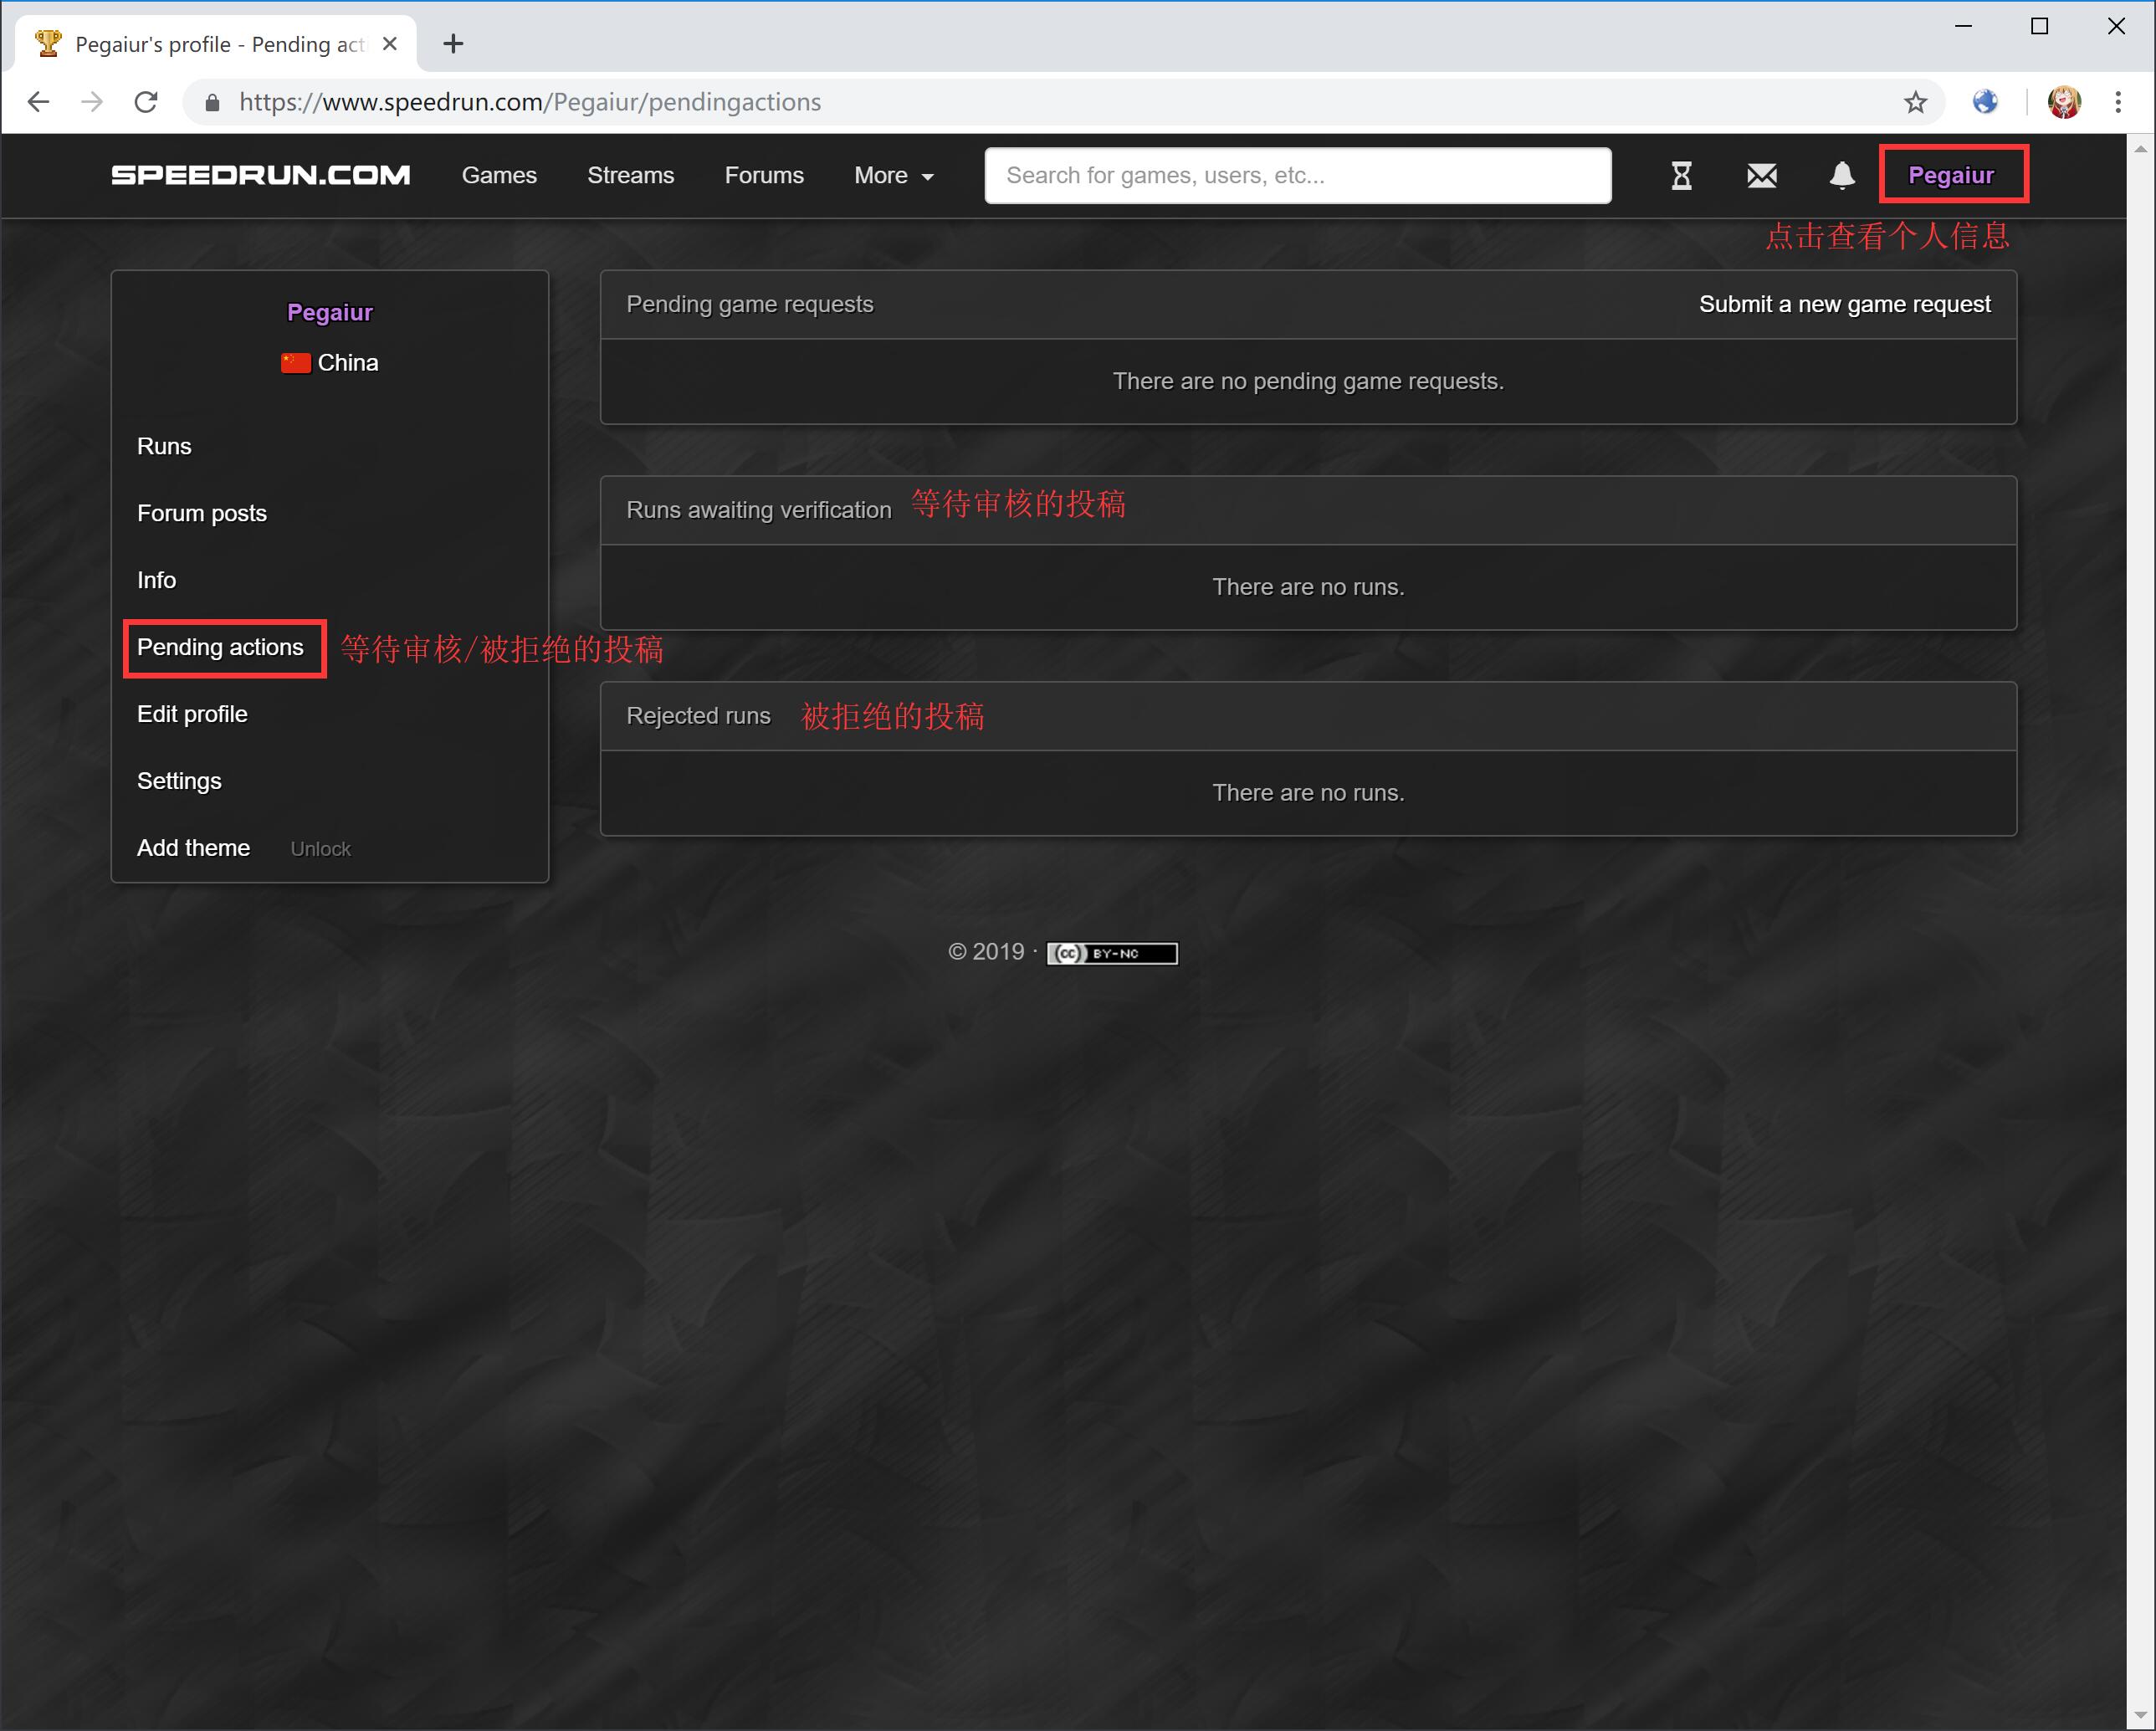 Pegaiur's profile - Pending act
https://www.speedrun.com/Pegaiur/pendingactions
SPEEDRUN.COM Games Streams Forums More Search for games, users, etc... Pegaiur
点击查看个人信息
Pegaiur
China
Runs
Forum posts
Info
Pending actions 等待审核/被拒绝的投稿
Edit profile
Settings
Add theme Unlock
Pending game requests Submit a new game request
There are no pending game requests.
Runs awaiting verification 等待审核的投稿
There are no runs.
Rejected runs 被拒绝的投稿
There are no runs.
© 2019 · cc BY-NC